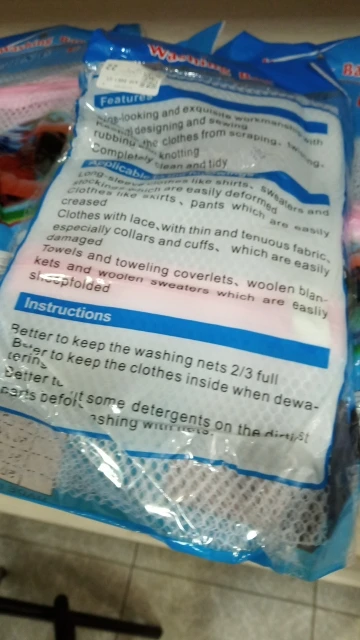 Washing
Features
looking and exquisite workmanship with
designing and sewing
rubbing the clothes from scraping,
Completely knotting
clean and tidy
Applicable
Long-sleeve clothes like shirts, sweaters and
stockings which are easily deformed
Clothes like skirts、pants which are easily
creased
Clothes with lace,with thin and tenuous fabric,
especially collars and cuffs、which are easily
damaged
Towels and toweling coverlets、woolen blan-
kets and woolen sweaters which are easily
sheepfolded
Instructions
Better to keep the washing nets 2/3 full
to keep the clothes inside when dewa-
tering
Better to
some detergents on the